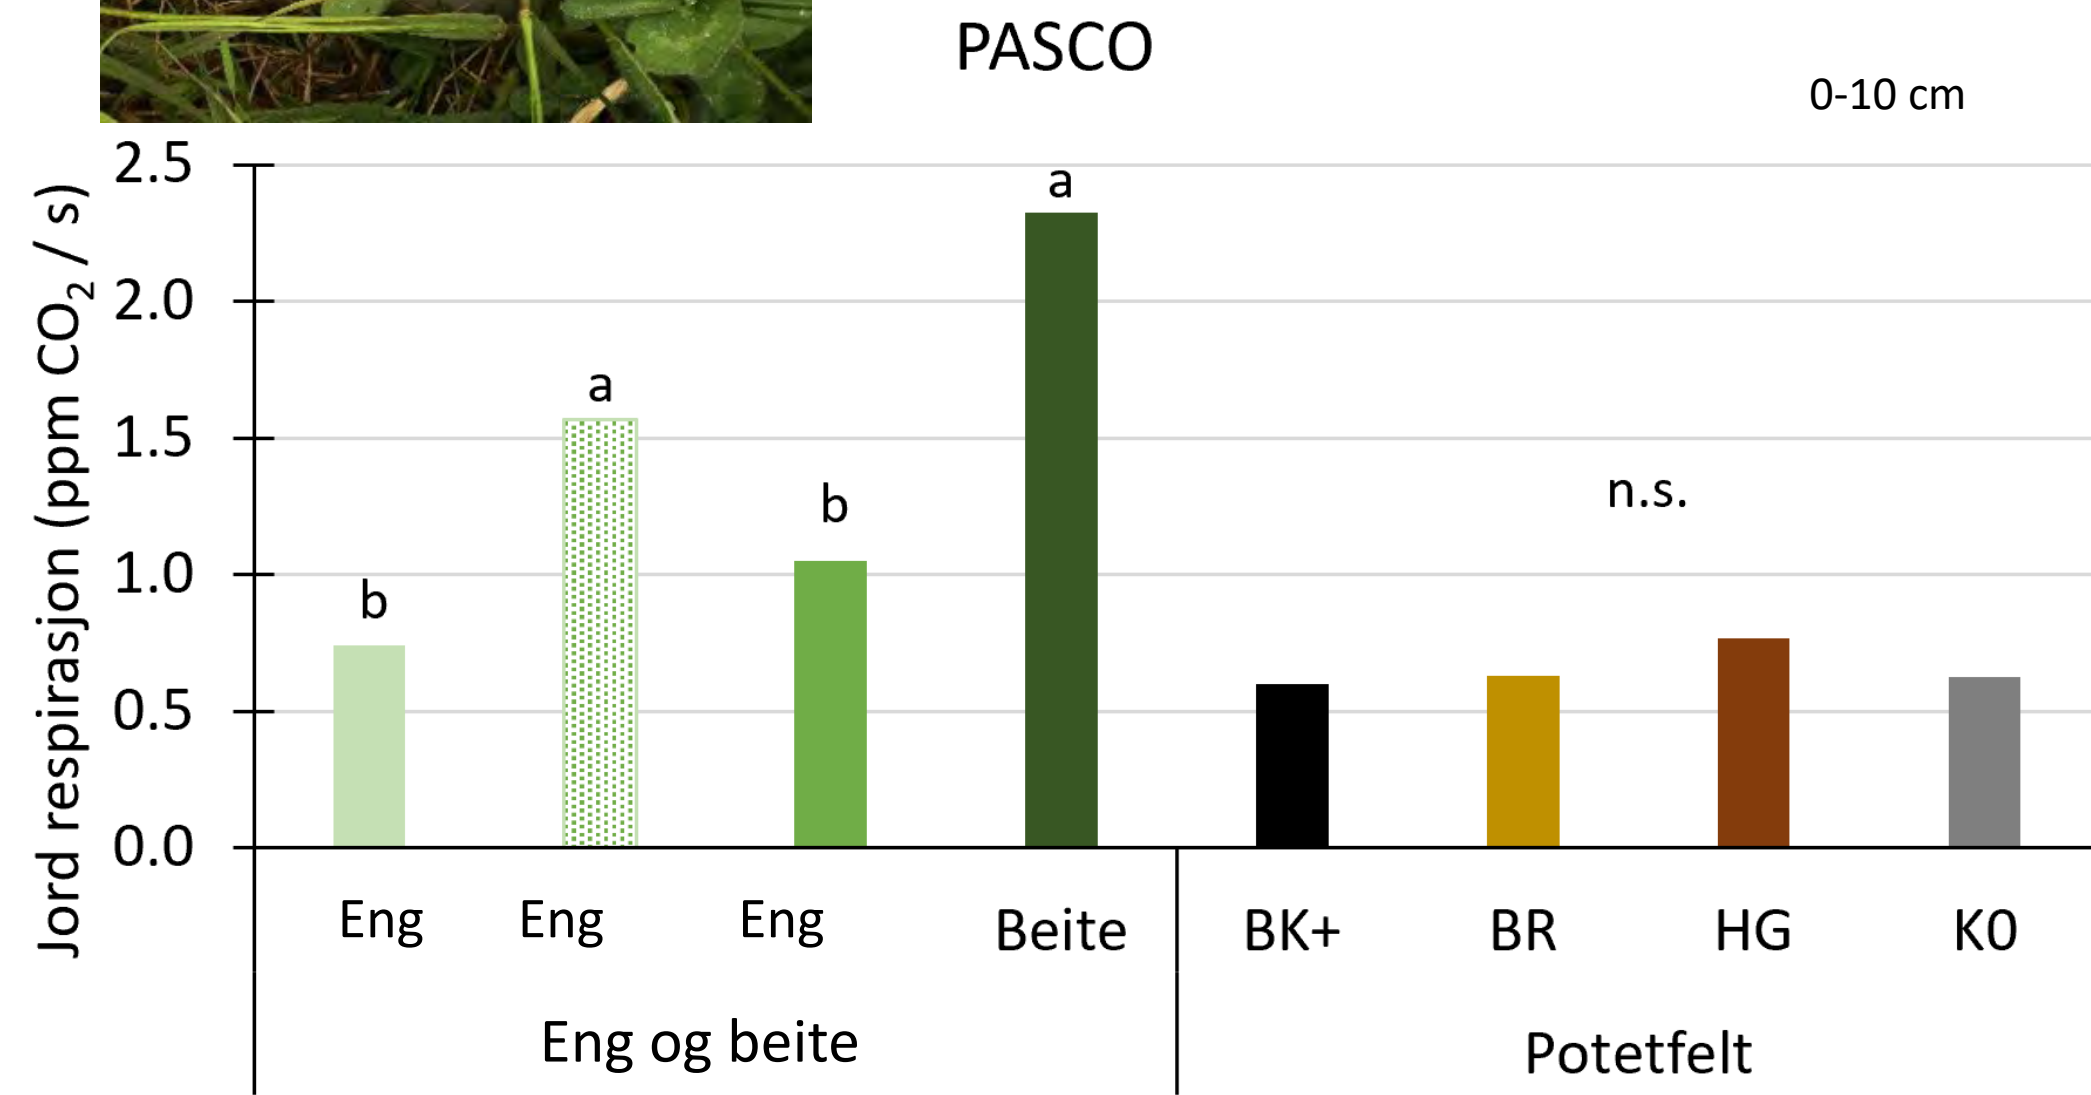 PASCO
0-10 cm
Jord respirasjon (ppm CO₂ / s)
2.5
2.0
1.5
1.0
0.5
0.0
b
a
b
a
n.s.
Eng
Eng
Eng
Beite
BK+
BR
HG
K0
Eng og beite
Potetfelt